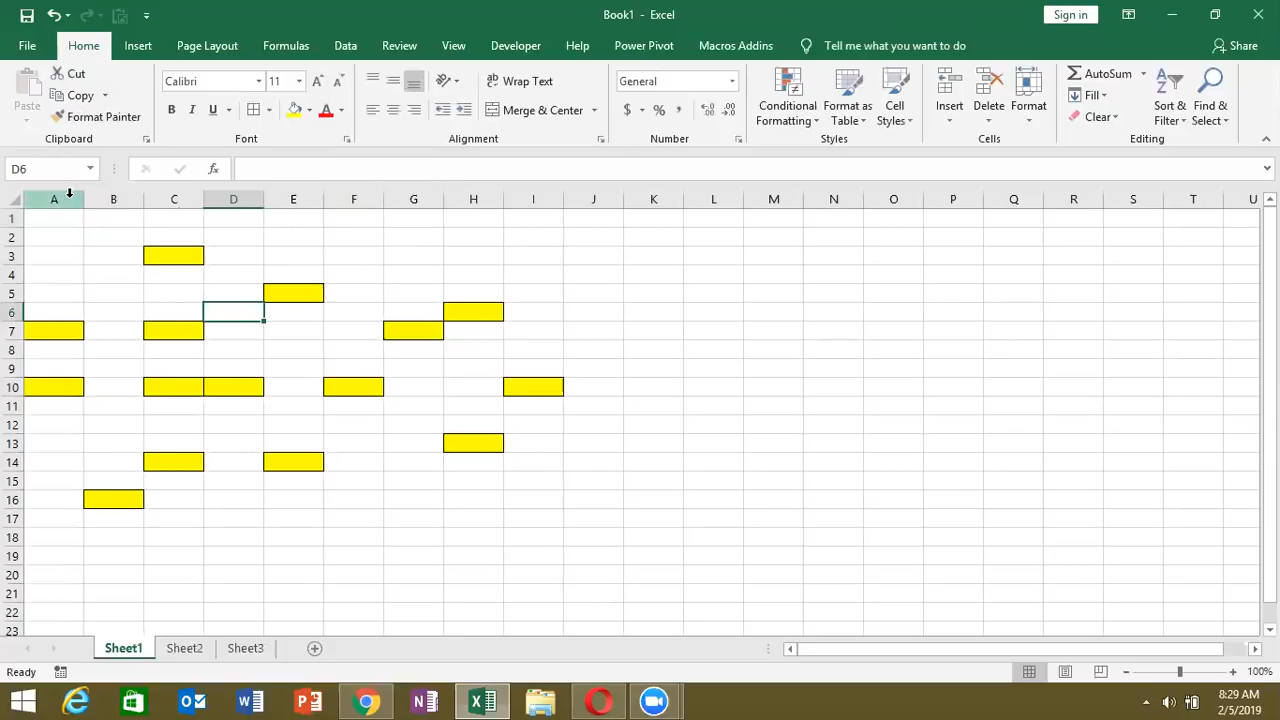 Book1 - Excel
Sign in
File Home Insert Page Layout Formulas Data Review View Developer Help Power Pivot Macros Addins Tell me what you want to do Share
Paste
Cut
Copy
Format Painter
Calibri 11
B I U A
Wrap Text
Merge & Center
General
$ % ,
Conditional Formatting
Format as Table
Cell Styles
Insert
Delete
Format
AutoSum
Fill
Clear
Sort & Filter
Find & Select
Clipboard Font Alignment Number Styles Cells Editing
D6 fx
A B C D E F G H I J K L M N O P Q R S T U
1
2
3
4
5
6
7
8
9
10
11
12
13
14
15
16
17
18
19
20
21
22
23
Sheet1 Sheet2 Sheet3
Ready 100%
8:29 AM
2/5/2019